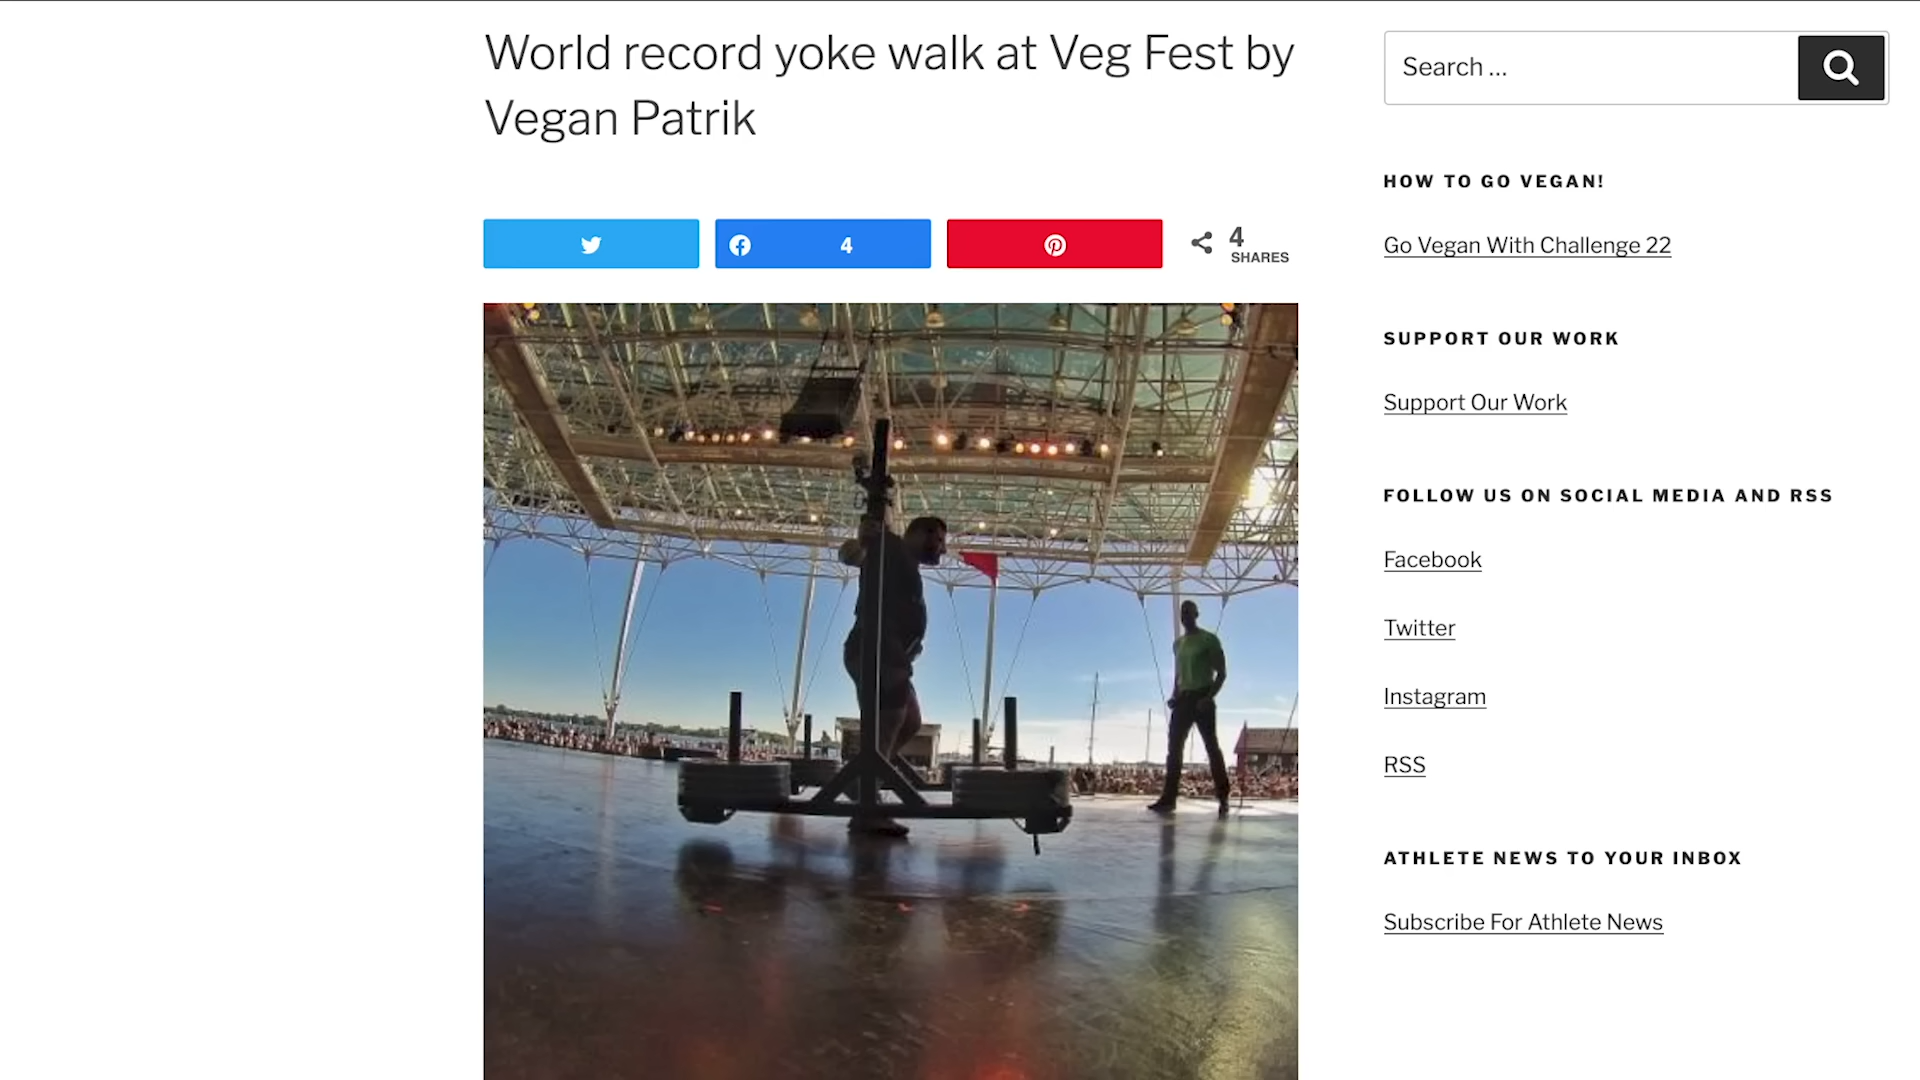 World record yoke walk at Veg Fest by
Vegan Patrik
4
4
SHARES
Search ...
HOW TO GO VEGAN!
Go Vegan With Challenge 22
SUPPORT OUR WORK
Support Our Work
FOLLOW US ON SOCIAL MEDIA AND RSS
Facebook
Twitter
Instagram
RSS
ATHLETE NEWS TO YOUR INBOX
Subscribe For Athlete News